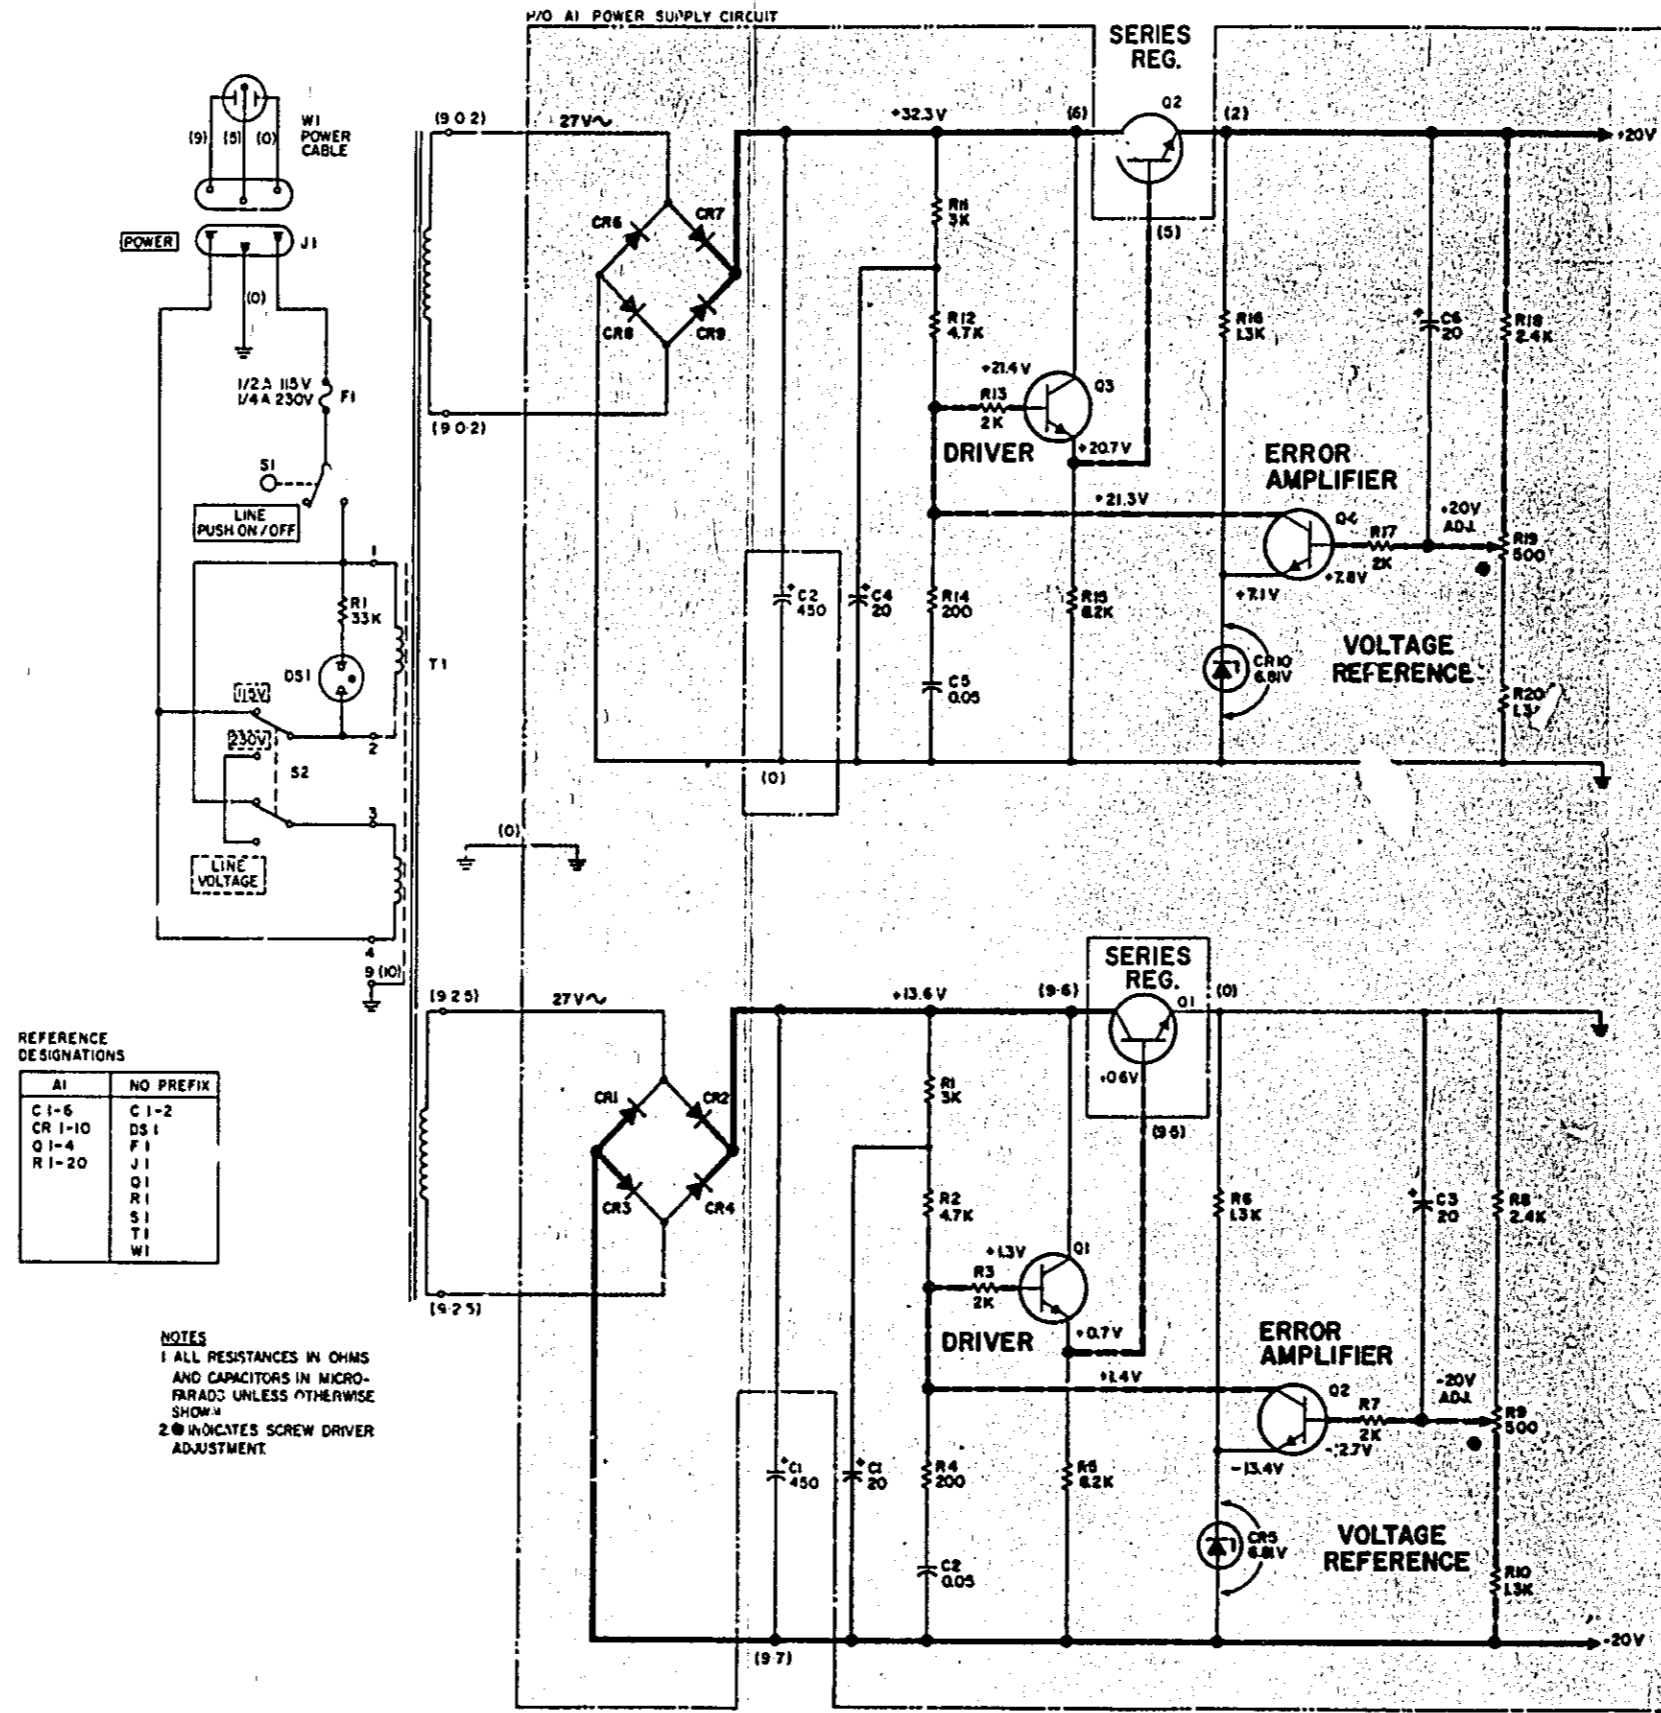 P/O A1 POWER SUPPLY CIRCUIT
SERIES
REG.
Q2
(9 0 2)
27V~
+32.3V
(6)
(2)
+20V
W1
POWER
CABLE
(9)
(5)
(0)
POWER
J1
(0)
CR6
CR7
CR8
CR9
R11
3K
(5)
R12
4.7K
R16
1.3K
C6
20
R18
2.4K
1/2A 115V
1/4A 230V
F1
(9 0 2)
+21.4V
R13
2K
Q3
DRIVER
+20.7V
ERROR
AMPLIFIER
S1
LINE
PUSH ON/OFF
+21.3V
Q4
R17
2K
+20V
ADJ.
R19
500
+7.8V
+7.1V
1
R1
33K
C2
450
C4
20
R14
200
R15
8.2K
DS1
T1
C5
0.05
CR10
6.81V
VOLTAGE
REFERENCE
R20
115V
230V
2
S2
(0)
3
LINE
VOLTAGE
(0)
4
9 (10)
(9 2 5)
27V~
+13.6V
(9·6)
SERIES
REG.
Q1
(0)
+0.6V
REFERENCE
DESIGNATIONS
A1 NO PREFIX
C 1-6 C 1-2
CR 1-10 DS 1
Q 1-4 F 1
R 1-20 J 1
Q1
R1
S1
T1
W1
CR1
CR2
CR3
CR4
R1
3K
R2
4.7K
R6
1.3K
C3
20
R8
2.4K
+1.3V
R3
2K
Q1
(9 2 5)
DRIVER
+0.7V
ERROR
AMPLIFIER
+1.4V
Q2
R7
2K
-20V
ADJ.
R9
500
-13.4V
NOTES
1 ALL RESISTANCES IN OHMS
AND CAPACITORS IN MICRO-
FARADS UNLESS OTHERWISE
SHOWN
2 ● INDICATES SCREW DRIVER
ADJUSTMENT.
C1
450
C1
20
R4
200
R5
8.2K
C2
0.05
CR5
6.81V
VOLTAGE
REFERENCE
R10
1.3K
(9 7)
-20V